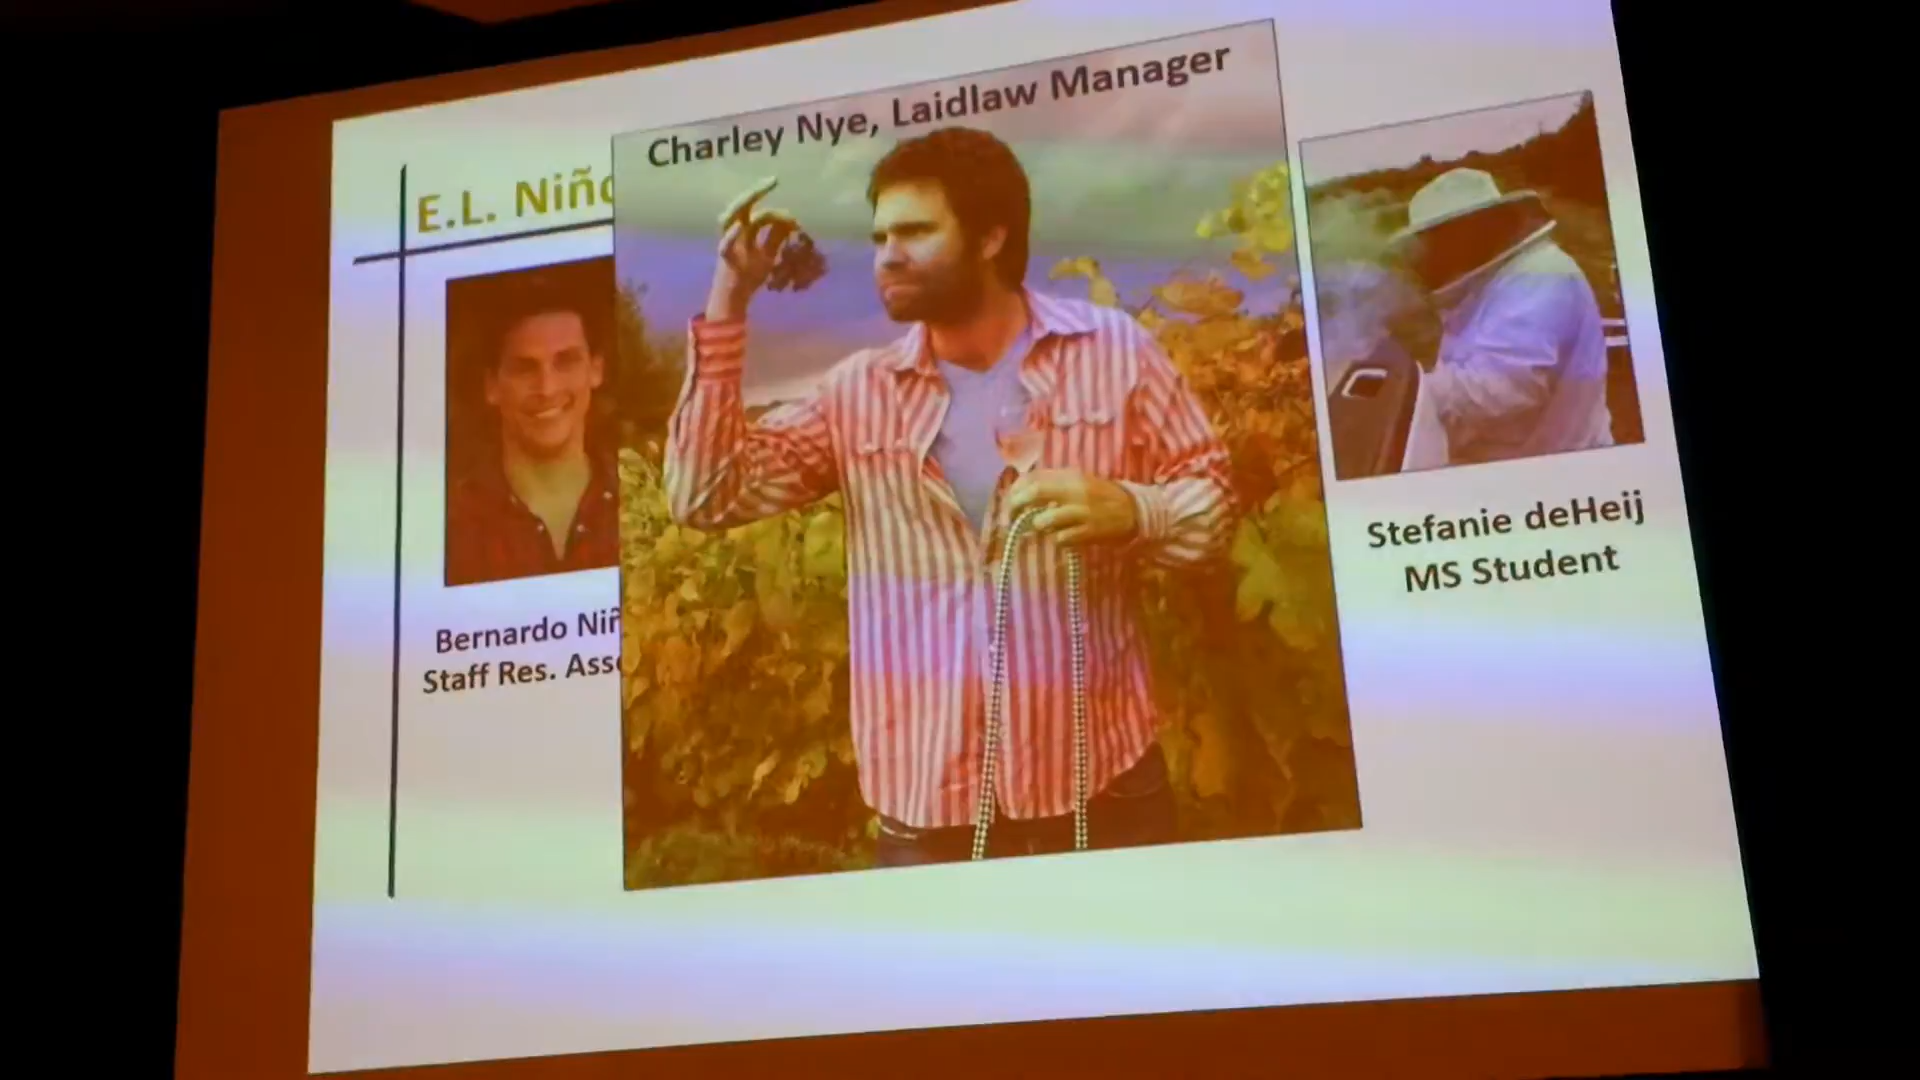 Charley Nye, Laidlaw Manager
E.L. Niño
Bernardo Niñ
Staff Res. Ass
Stefanie deHeij
MS Student